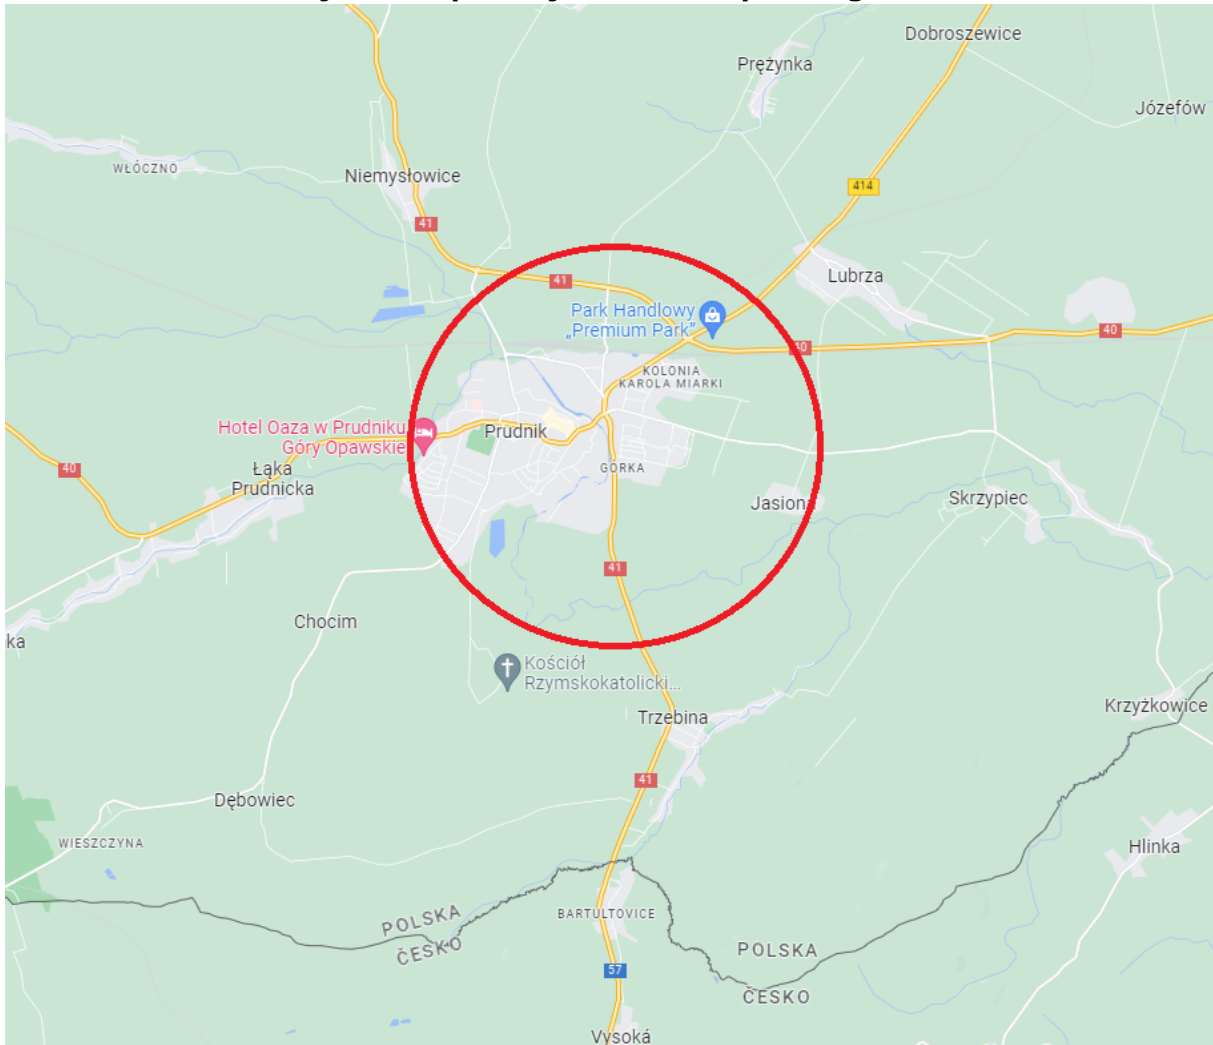 Dobroszewice
Prężynka
Józefów
WŁÓCZNO
Niemysłowice
414
41
Lubrza
41
Park Handlowy
„Premium Park”
40
40
KOLONIA
KAROLA MIARKI
Hotel Oaza w Prudniku
Góry Opawskie
Prudnik
40
Łąka
Prudnicka
GÓRKA
Jasiona
Skrzypiec
41
Chocim
ka
Kościół
Rzymskokatolicki...
Krzyżkowice
Trzebina
41
Dębowiec
WIESZCZYNA
Hlinka
POLSKA
ČESKO
BARTULTOVICE
POLSKA
57
ČESKO
Vysoká